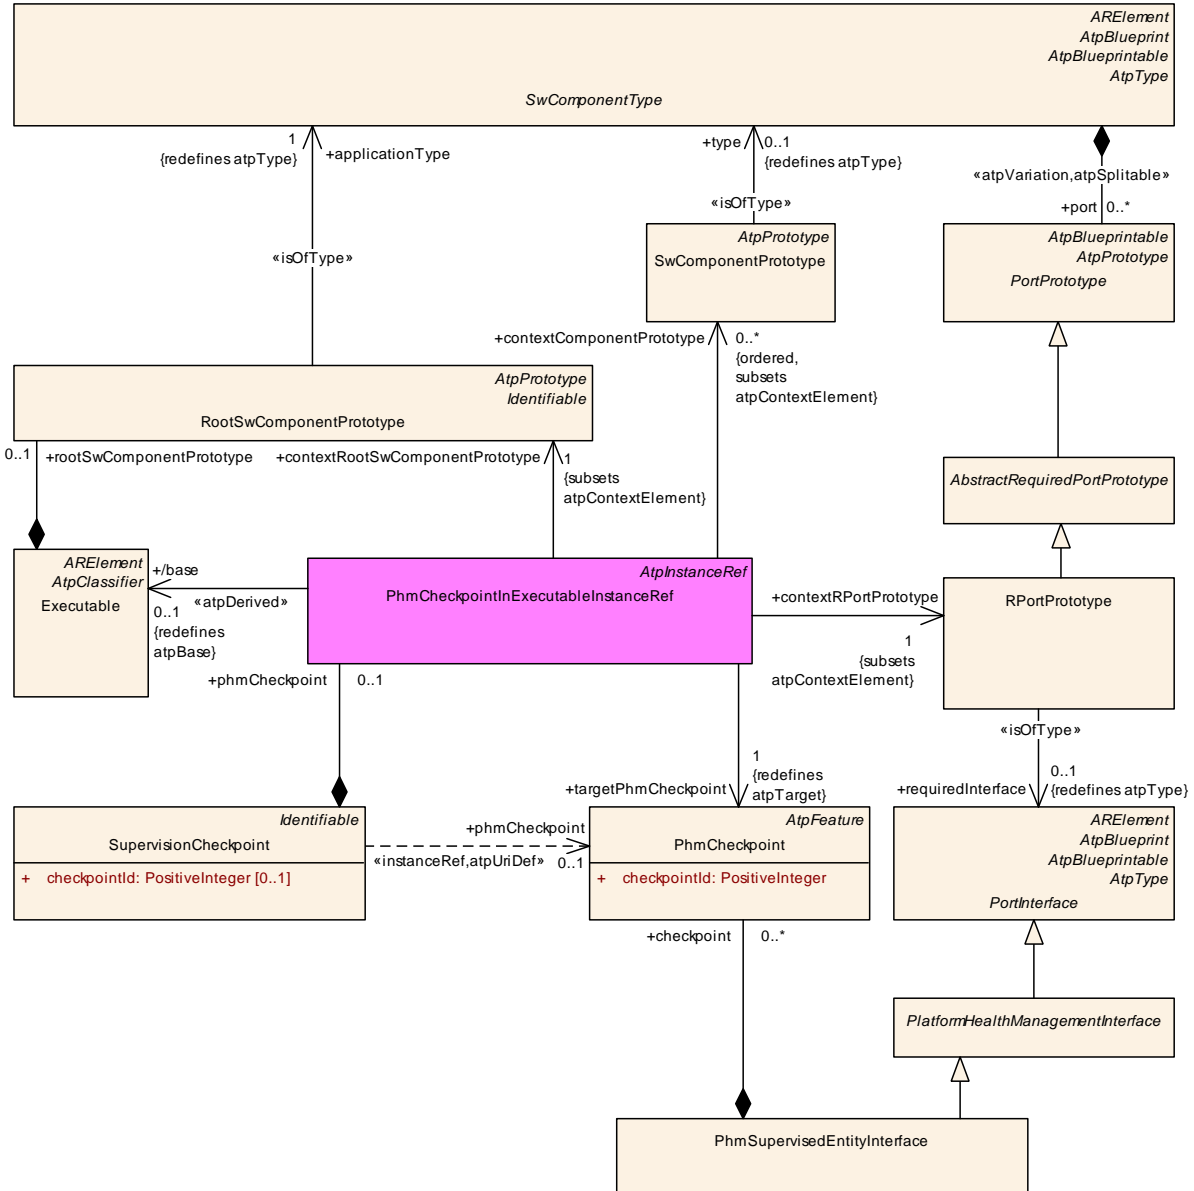 ARElement
AtpBlueprint
AtpBlueprintable
AtpType
SwComponentType
1
{redefines atpType}
+applicationType
+type
0..1
{redefines atpType}
«atpVariation,atpSplitable»
+port
0..*
«isOfType»
«isOfType»
AtpPrototype
SwComponentPrototype
AtpBlueprintable
AtpPrototype
PortPrototype
+contextComponentPrototype
0..*
{ordered,
subsets
atpContextElement}
AtpPrototype
Identifiable
RootSwComponentPrototype
0..1
+rootSwComponentPrototype
+contextRootSwComponentPrototype
1
{subsets
atpContextElement}
AbstractRequiredPortPrototype
ARElement
AtpClassifier
Executable
+/base
«atpDerived»
0..1
{redefines
atpBase}
AtpInstanceRef
PhmCheckpointInExecutableInstanceRef
+contextRPortPrototype
1
{subsets
atpContextElement}
RPortPrototype
+phmCheckpoint
0..1
«isOfType»
1
{redefines
atpTarget}
+targetPhmCheckpoint
0..1
{redefines atpType}
+requiredInterface
Identifiable
SupervisionCheckpoint
+ checkpointId: PositiveInteger [0..1]
+phmCheckpoint
«instanceRef,atpUriDef»
0..1
AtpFeature
PhmCheckpoint
+ checkpointId: PositiveInteger
ARElement
AtpBlueprint
AtpBlueprintable
AtpType
PortInterface
+checkpoint
0..*
PlatformHealthManagementInterface
PhmSupervisedEntityInterface